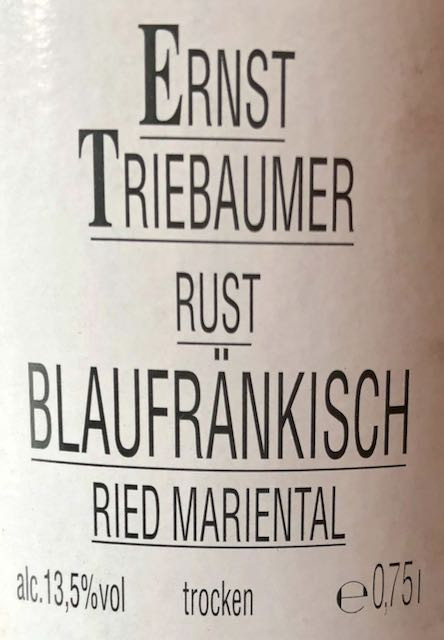 ERNST
TRIEBAUMER
RUST
BLAUFRÄNKISCH
RIED MARIENTAL
alc.13,5%vol trocken ℮0,75l